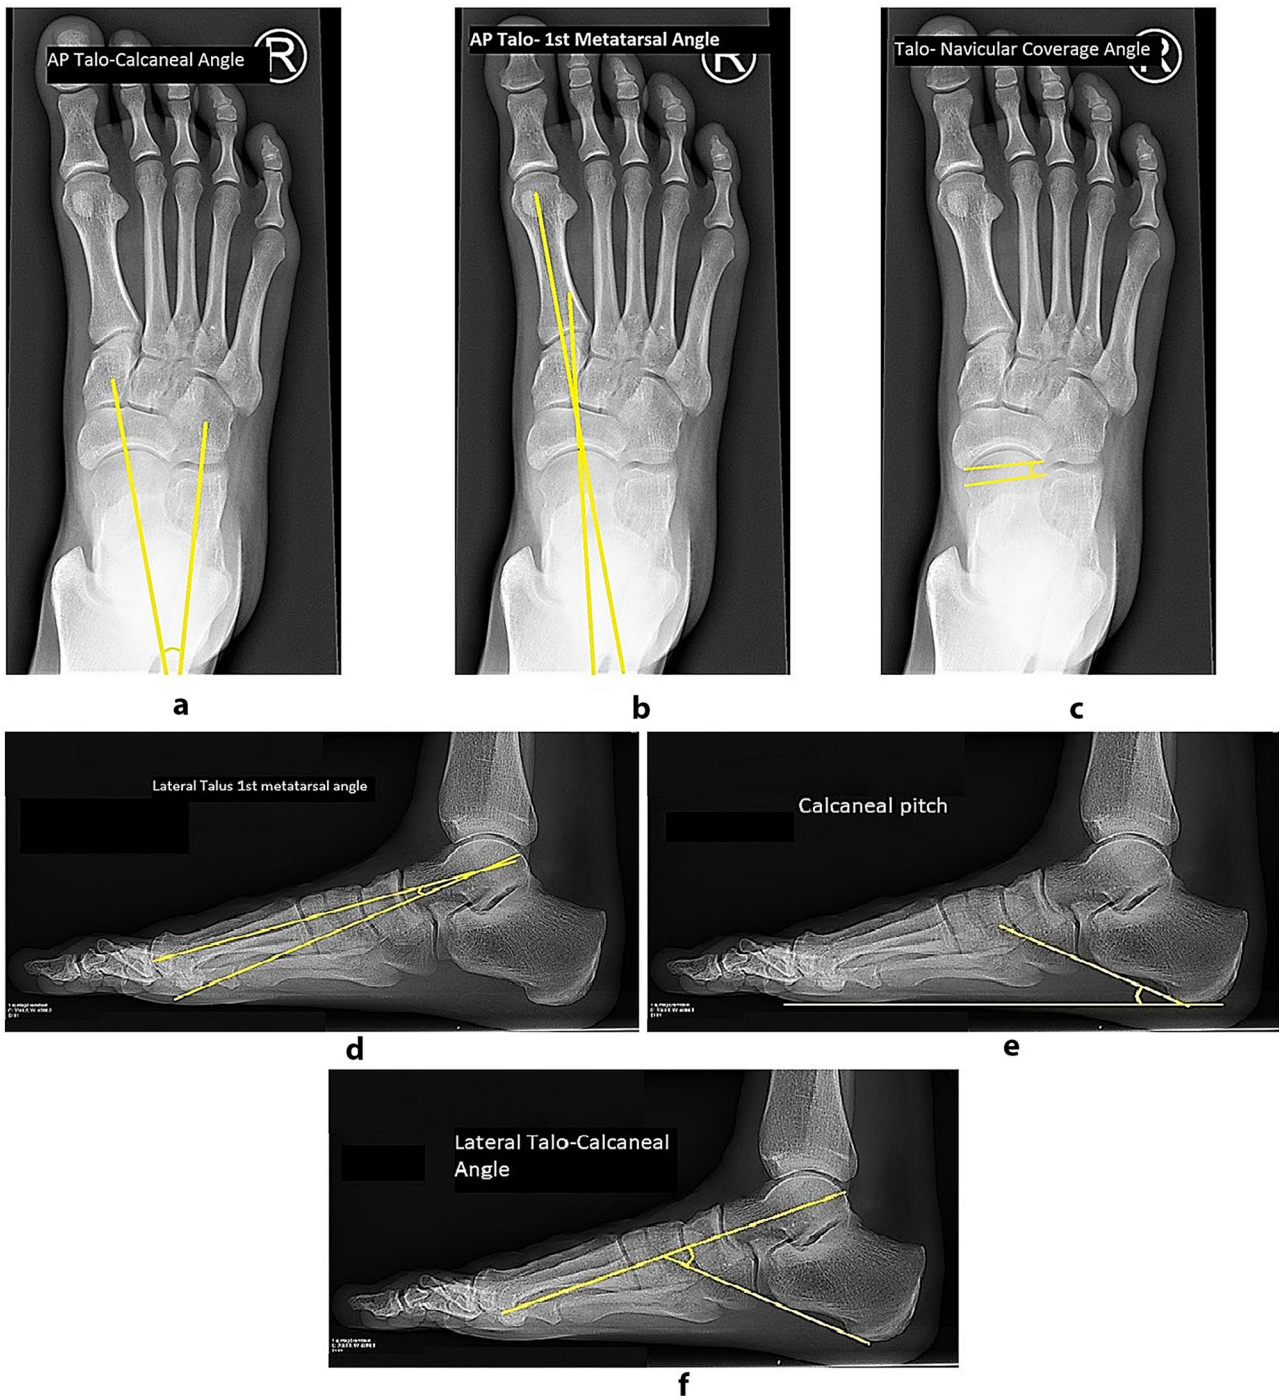 AP Talo-Calcaneal Angle
R
AP Talo- 1st Metatarsal Angle
R
Talo- Navicular Coverage Angle
R
a
b
c
Lateral Talus 1st metatarsal angle
Calcaneal pitch
d
e
Lateral Talo-Calcaneal
Angle
f